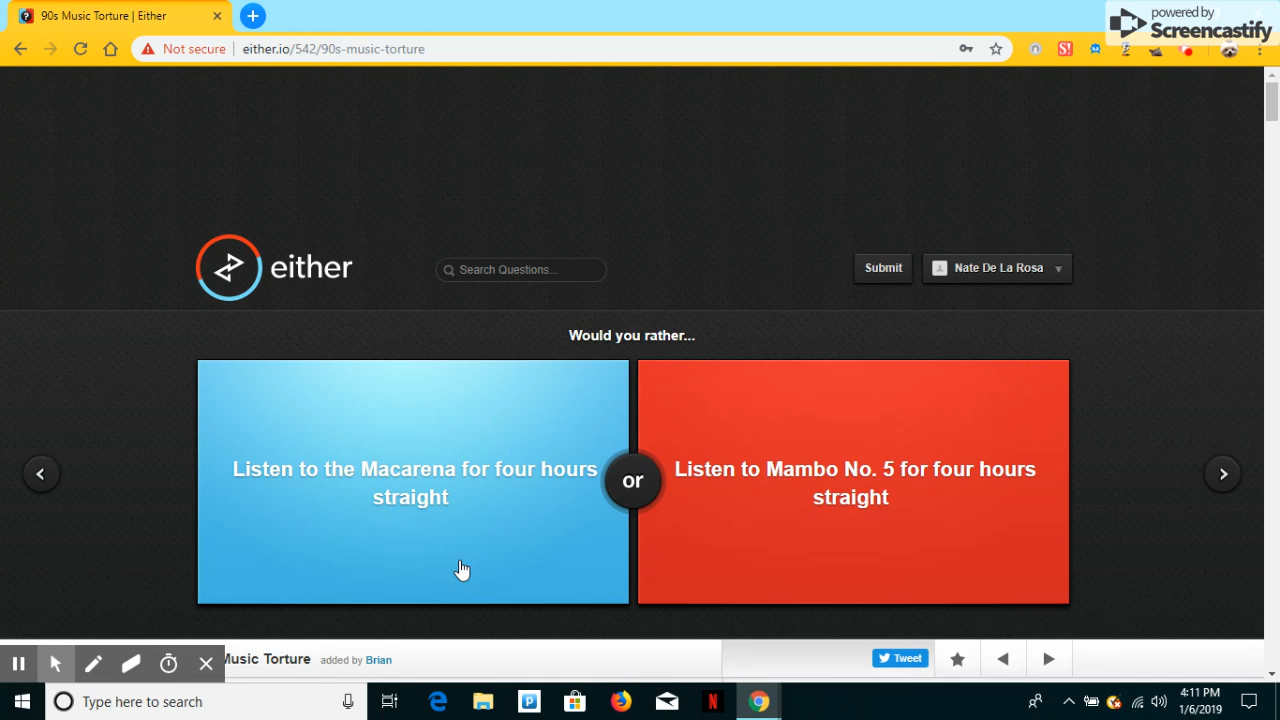 90s Music Torture | Either
powered by
Screencastify
Not secure
either.io/542/90s-music-torture
either
Search Questions...
Submit
Nate De La Rosa
Would you rather...
Listen to the Macarena for four hours
straight
or
Listen to Mambo No. 5 for four hours
straight
Music Torture added by Brian
Tweet
Type here to search
4:11 PM
1/6/2019